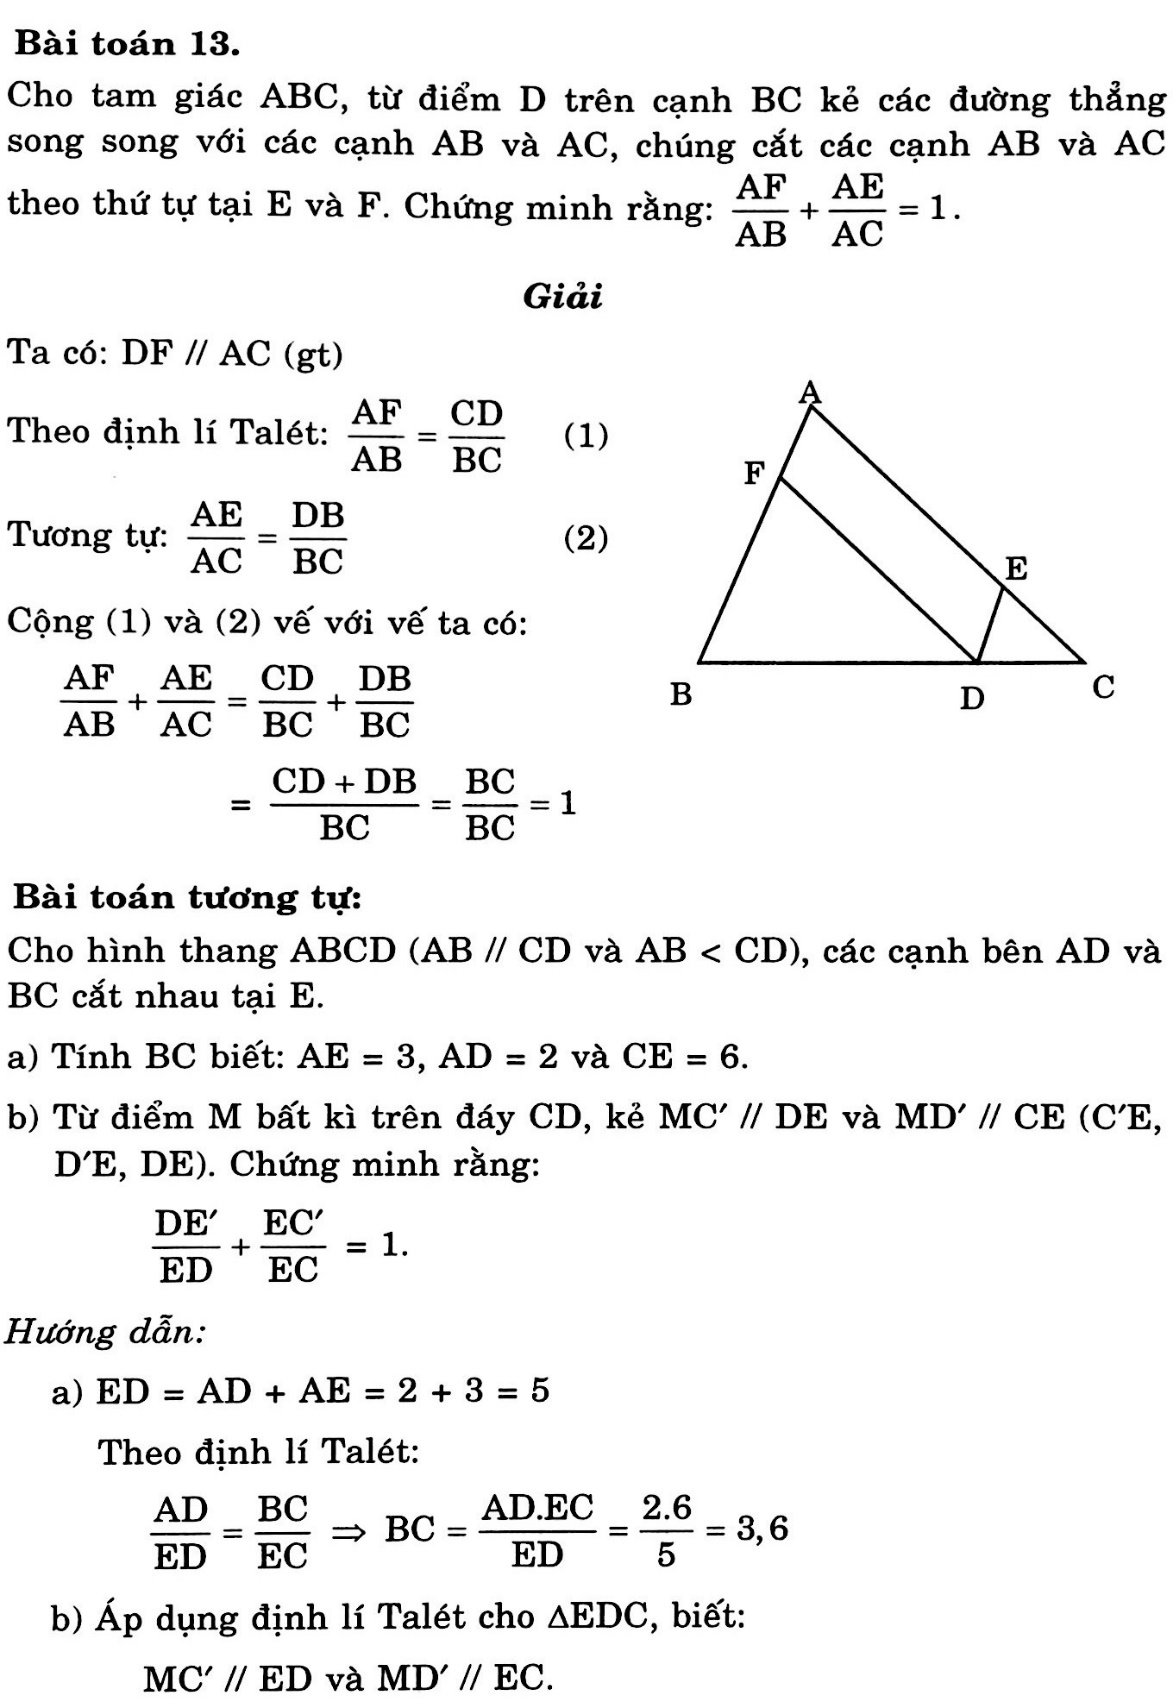 Bài toán 13.
Cho tam giác ABC, từ điểm D trên cạnh BC kẻ các đường thẳng
song song với các cạnh AB và AC, chúng cắt các cạnh AB và AC
theo thứ tự tại E và F. Chứng minh rằng: AF/AB + AE/AC = 1.
Giải
Ta có: DF // AC (gt)
Theo định lí Talét: AF/AB = CD/BC (1)
Tương tự: AE/AC = DB/BC (2)
Cộng (1) và (2) vế với vế ta có:
AF/AB + AE/AC = CD/BC + DB/BC
= (CD + DB)/BC = BC/BC = 1
A
F
E
B
D
C
Bài toán tương tự:
Cho hình thang ABCD (AB // CD và AB < CD), các cạnh bên AD và
BC cắt nhau tại E.
a) Tính BC biết: AE = 3, AD = 2 và CE = 6.
b) Từ điểm M bất kì trên đáy CD, kẻ MC′ // DE và MD′ // CE (C′E,
D′E, DE). Chứng minh rằng:
DE′/ED + EC′/EC = 1.
Hướng dẫn:
a) ED = AD + AE = 2 + 3 = 5
Theo định lí Talét:
AD/ED = BC/EC ⇒ BC = AD.EC/ED = 2.6/5 = 3,6
b) Áp dụng định lí Talét cho ΔEDC, biết:
MC′ // ED và MD′ // EC.